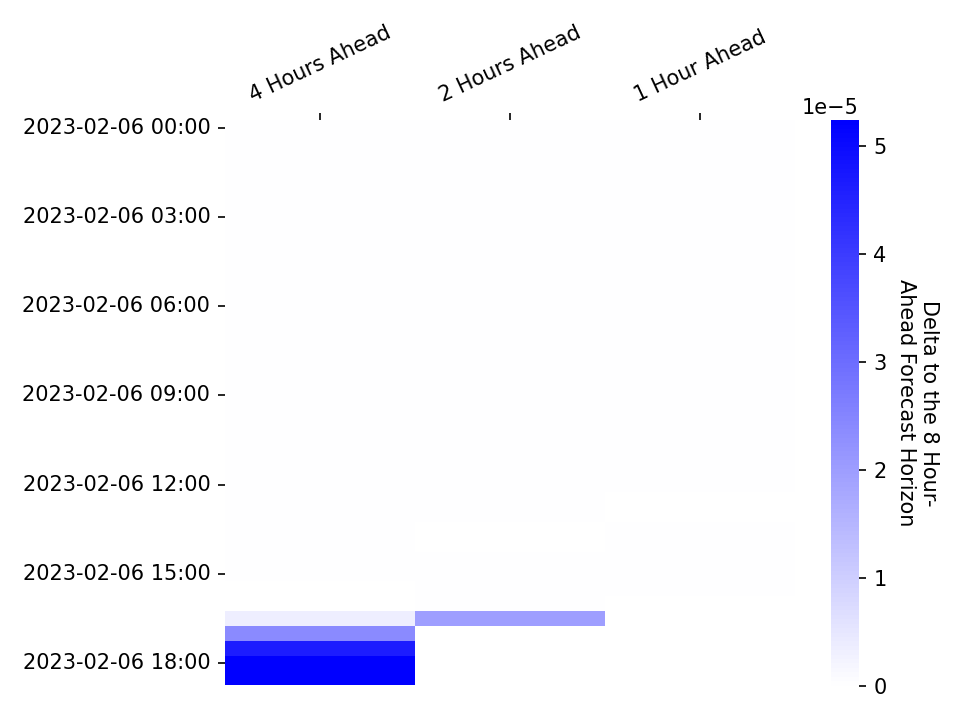 4 Hours Ahead
2 Hours Ahead
1 Hour Ahead
1e−5
2023-02-06 00:00
2023-02-06 03:00
2023-02-06 06:00
2023-02-06 09:00
2023-02-06 12:00
2023-02-06 15:00
2023-02-06 18:00
5
4
3
2
1
0
Delta to the 8 Hour-
Ahead Forecast Horizon